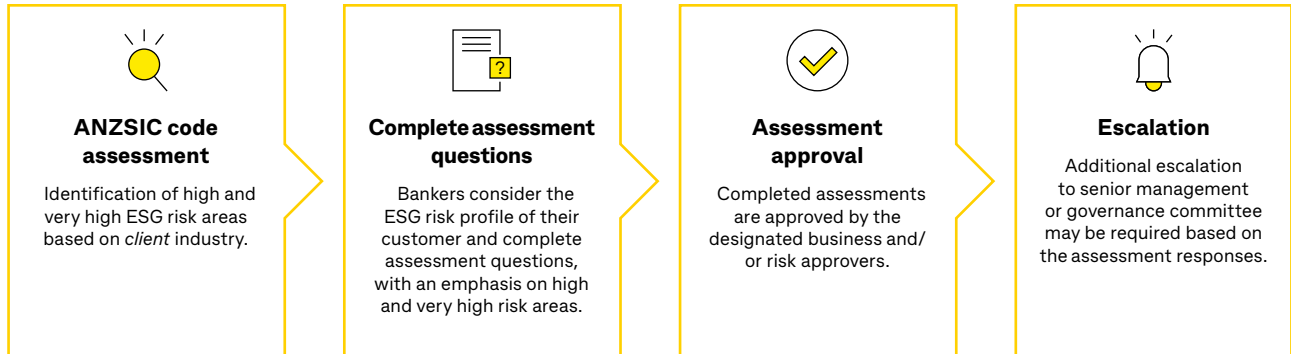 ANZSIC code
assessment
Identification of high and
very high ESG risk areas
based on client industry.
?
Complete assessment
questions
Bankers consider the
ESG risk profile of their
customer and complete
assessment questions,
with an emphasis on high
and very high risk areas.
Assessment
approval
Completed assessments
are approved by the
designated business and/
or risk approvers.
Escalation
Additional escalation
to senior management
or governance committee
may be required based on
the assessment responses.